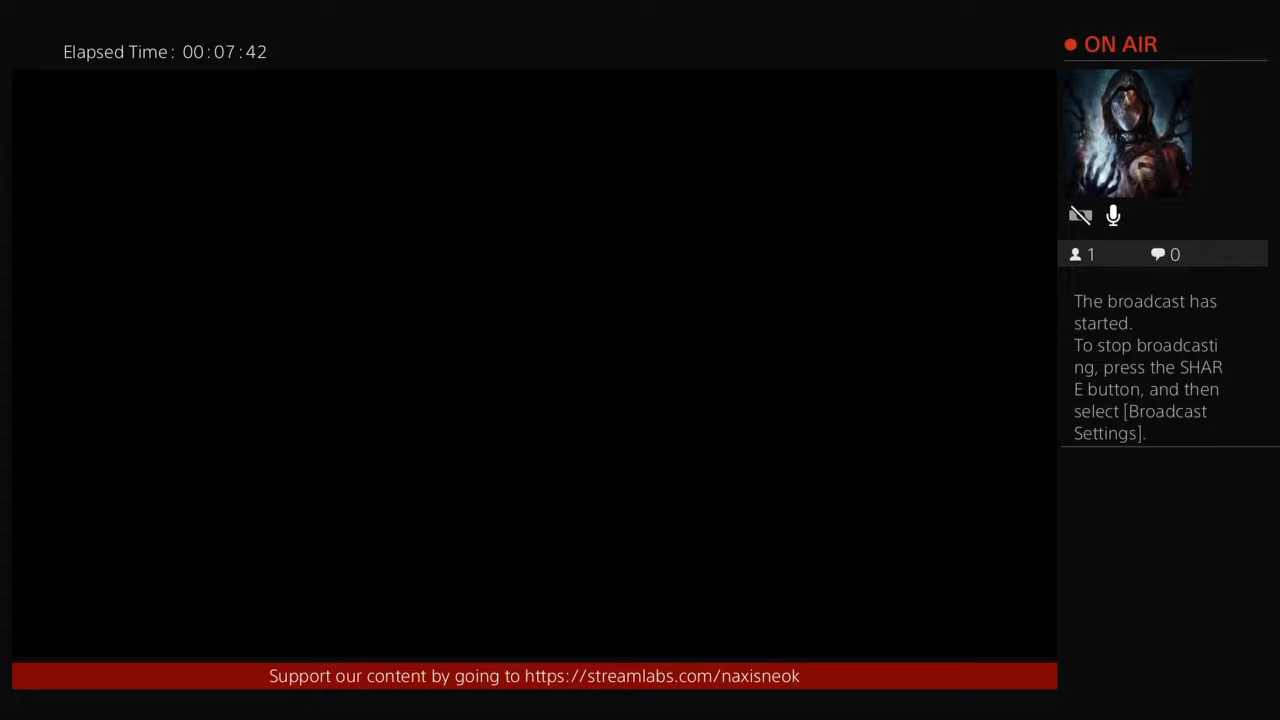 Elapsed Time: 00:07:42
ON AIR
1 0
The broadcast has
started.
To stop broadcasti
ng, press the SHAR
E button, and then
select [Broadcast
Settings].
Support our content by going to https://streamlabs.com/naxisneok